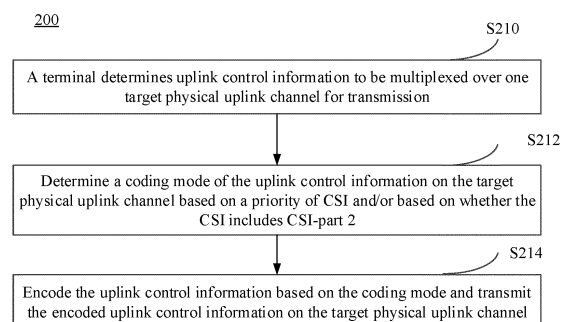 200
S210
A terminal determines uplink control information to be multiplexed over one
target physical uplink channel for transmission
S212
Determine a coding mode of the uplink control information on the target
physical uplink channel based on a priority of CSI and/or based on whether the
CSI includes CSI-part 2
S214
Encode the uplink control information based on the coding mode and transmit
the encoded uplink control information on the target physical uplink channel